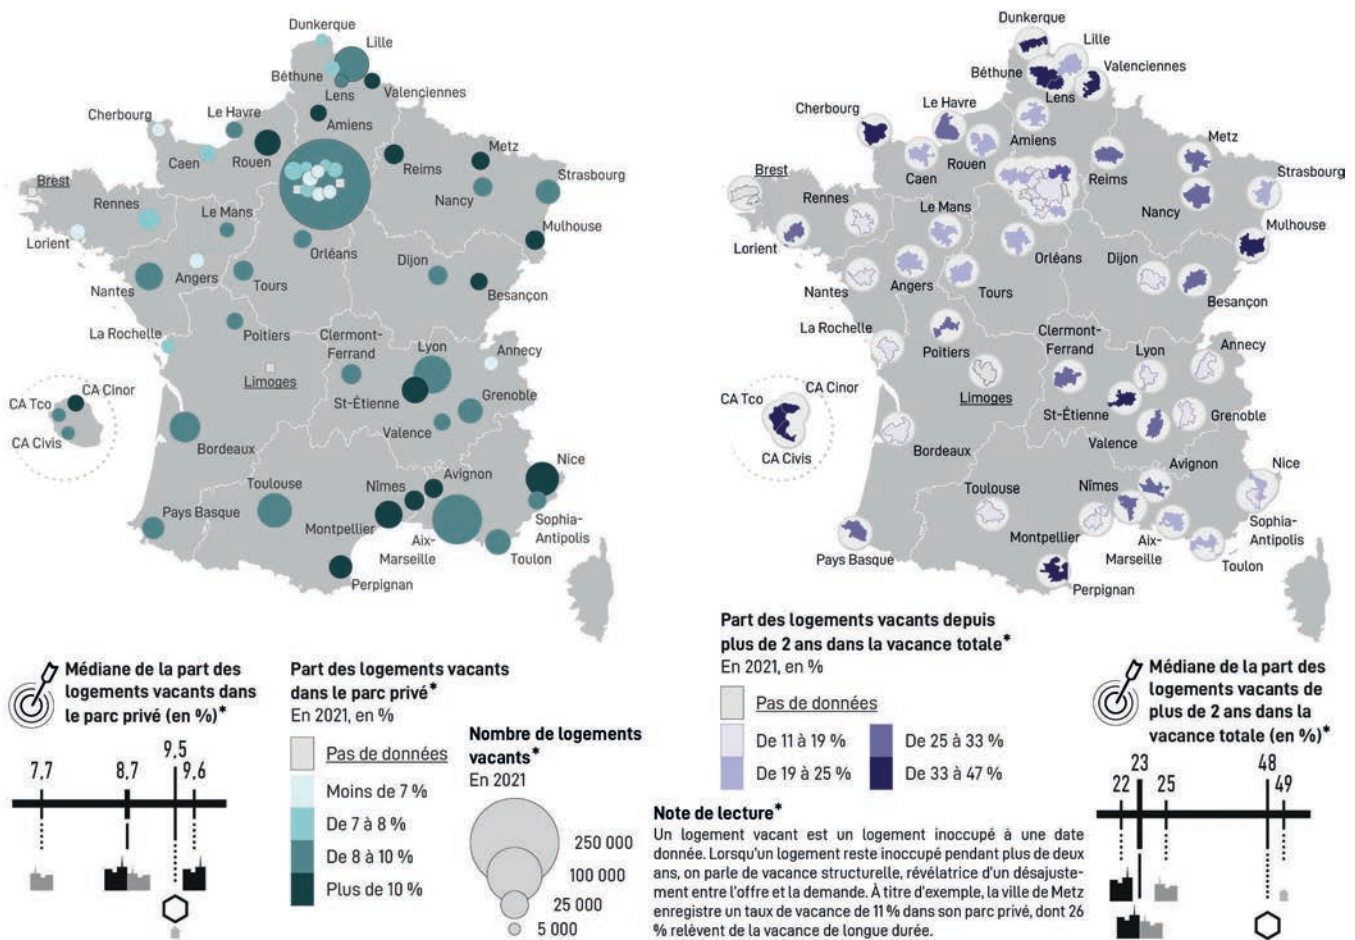 Dunkerque
Lille
Béthune
Lens
Valenciennes
Cherbourg
Le Havre
Amiens
Caen
Rouen
Reims
Metz
Brest
Strasbourg
Nancy
Rennes
Le Mans
Mulhouse
Lorient
Orléans
Dijon
Angers
Nantes
Tours
Besançon
La Rochelle
Poitiers
Clermont-
Ferrand
Lyon
Annecy
Limoges
CA Cinor
CA Tco
St-Étienne
Grenoble
CA Civis
Valence
Bordeaux
Avignon
Nice
Toulouse
Nîmes
Pays Basque
Montpellier
Sophia-
Antipolis
Aix-
Marseille
Toulon
Perpignan
Médiane de la part des
logements vacants dans
le parc privé (en %)*
9,5
7,7
8,7
9,6
Part des logements vacants
dans le parc privé*
En 2021, en %
Pas de données
Moins de 7 %
De 7 à 8 %
De 8 à 10 %
Plus de 10 %
Nombre de logements
vacants*
En 2021
250 000
100 000
25 000
5 000
Dunkerque
Lille
Béthune
Valenciennes
Lens
Cherbourg
Le Havre
Amiens
Metz
Caen
Rouen
Reims
Strasbourg
Brest
Rennes
Le Mans
Nancy
Mulhouse
Lorient
Orléans
Dijon
Nantes
Angers
Tours
Besançon
La Rochelle
Poitiers
Clermont-
Ferrand
Lyon
Annecy
CA Cinor
CA Tco
Limoges
St-Étienne
Grenoble
Valence
CA Civis
Bordeaux
Avignon
Nice
Toulouse
Nîmes
Sophia-
Antipolis
Pays Basque
Montpellier
Aix-
Marseille
Toulon
Perpignan
Part des logements vacants depuis
plus de 2 ans dans la vacance totale*
En 2021, en %
Pas de données
De 11 à 19 %
De 19 à 25 %
De 25 à 33 %
De 33 à 47 %
Médiane de la part des
logements vacants de
plus de 2 ans dans la
vacance totale (en %)*
23
48
22
25
49
Note de lecture*
Un logement vacant est un logement inoccupé à une date
donnée. Lorsqu'un logement reste inoccupé pendant plus de deux
ans, on parle de vacance structurelle, révélatrice d'un désajuste-
ment entre l'offre et la demande. À titre d'exemple, la ville de Metz
enregistre un taux de vacance de 11 % dans son parc privé, dont 26
% relèvent de la vacance de longue durée.